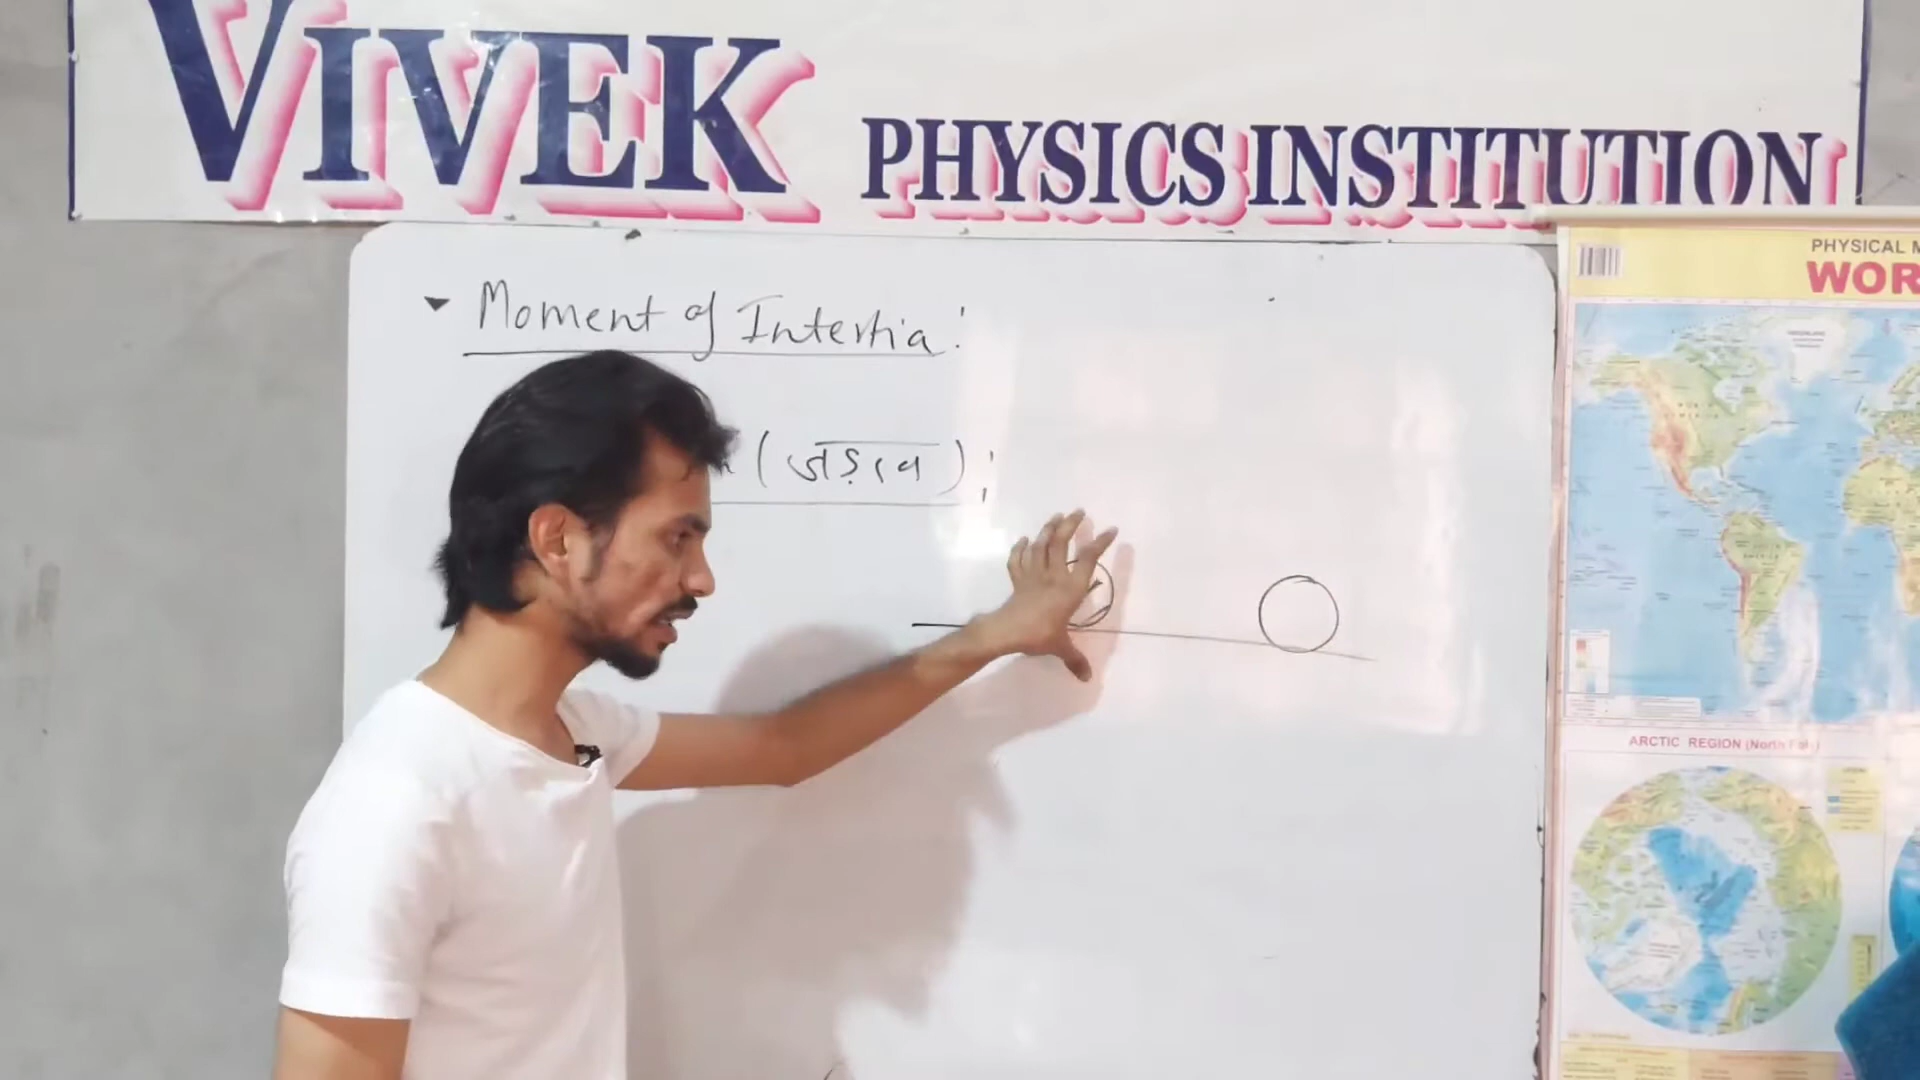 VIVEK PHYSICS INSTITUTION
Moment of Intertia:
(जड़त्व);
PHYSICAL
WOR
ARCTIC REGION (North Pole)